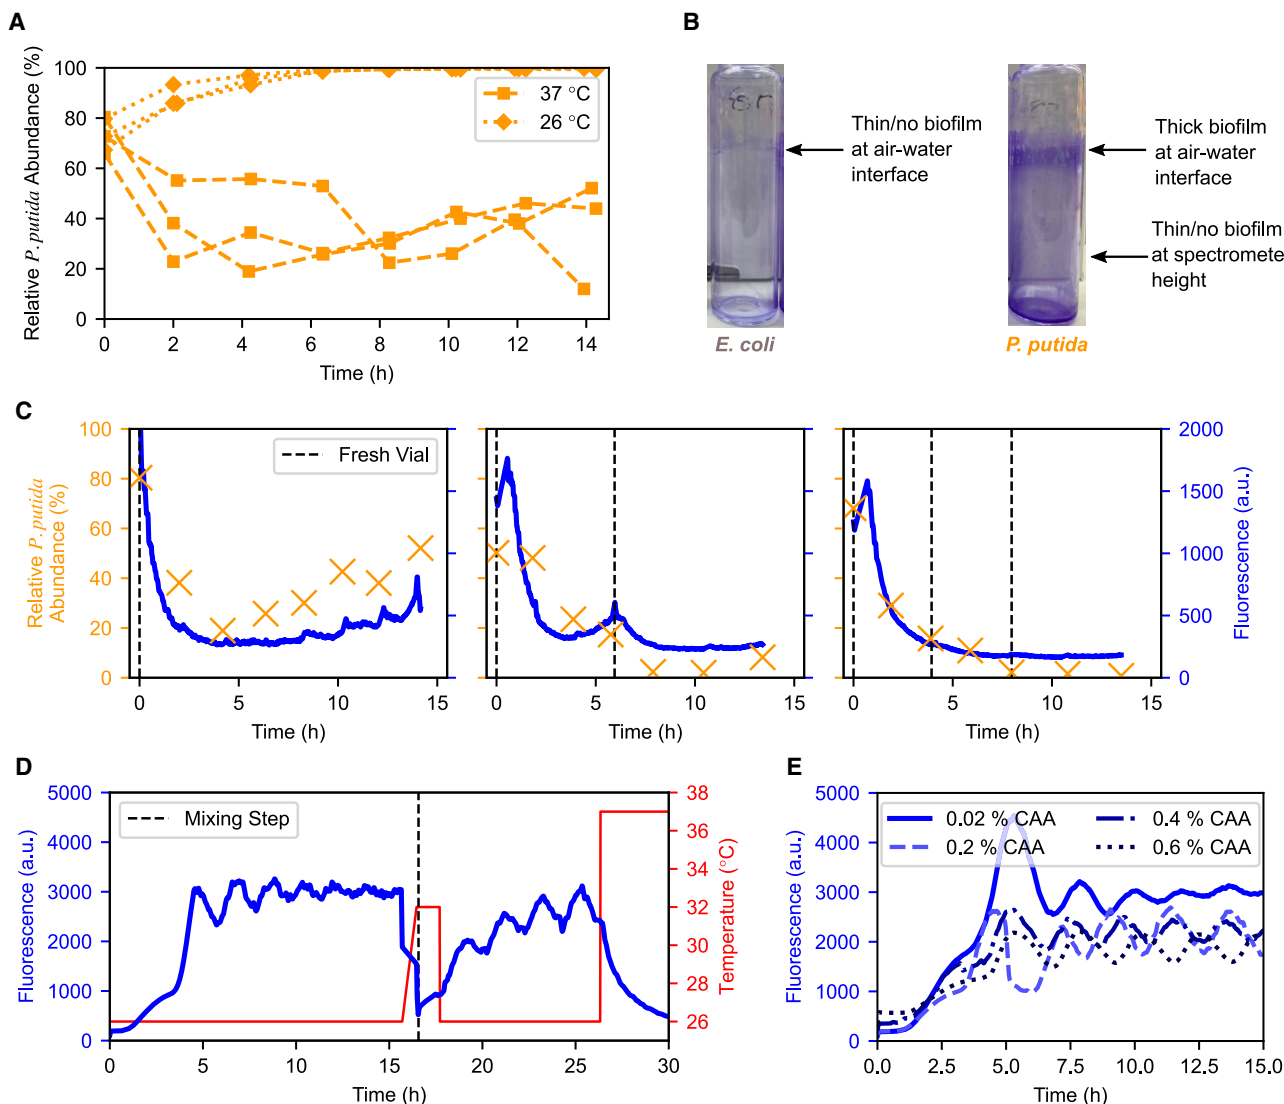 A
Relative P. putida Abundance (%)
100
80
60
40
20
0
37 °C
26 °C
0
2
4
6
8
10
12
14
Time (h)
B
Thin/no biofilm
at air-water
interface
Thick biofilm
at air-water
interface
Thin/no biofilm
at spectromete
height
E. coli
P. putida
C
Relative P. putida
Abundance (%)
100
80
60
40
20
0
Fresh Vial
0
5
10
15
Time (h)
0
5
10
15
Time (h)
0
5
10
15
Time (h)
2000
1500
1000
500
0
Fluorescence (a.u.)
D
Fluorescence (a.u.)
5000
4000
3000
2000
1000
0
Mixing Step
0
5
10
15
20
25
30
Time (h)
38
36
34
32
30
28
26
Temperature (°C)
E
Fluorescence (a.u.)
5000
4000
3000
2000
1000
0
0.02 % CAA
0.2 % CAA
0.4 % CAA
0.6 % CAA
0.0
2.5
5.0
7.5
10.0
12.5
15.0
Time (h)